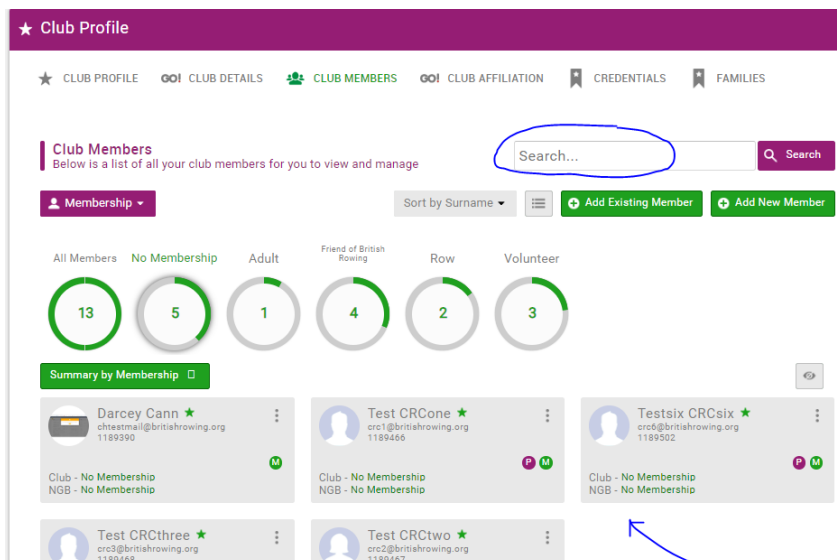 Club Profile
CLUB PROFILE GO! CLUB DETAILS CLUB MEMBERS GO! CLUB AFFILIATION CREDENTIALS FAMILIES
Club Members
Below is a list of all your club members for you to view and manage
Search... Search
Membership Sort by Surname Add Existing Member Add New Member
All Members No Membership Adult Friend of British Rowing Row Volunteer
13 5 1 4 2 3
Summary by Membership
Darcey Cann
chtestmail@britishrowing.org
1189390
M
Club - No Membership
NGB - No Membership
Test CRCone
crc1@britishrowing.org
1189466
P M
Club - No Membership
NGB - No Membership
Testsix CRCsix
crc6@britishrowing.org
1189502
P M
Club - No Membership
NGB - No Membership
Test CRCthree
crc3@britishrowing.org
1189468
Test CRCtwo
crc2@britishrowing.org
1189467